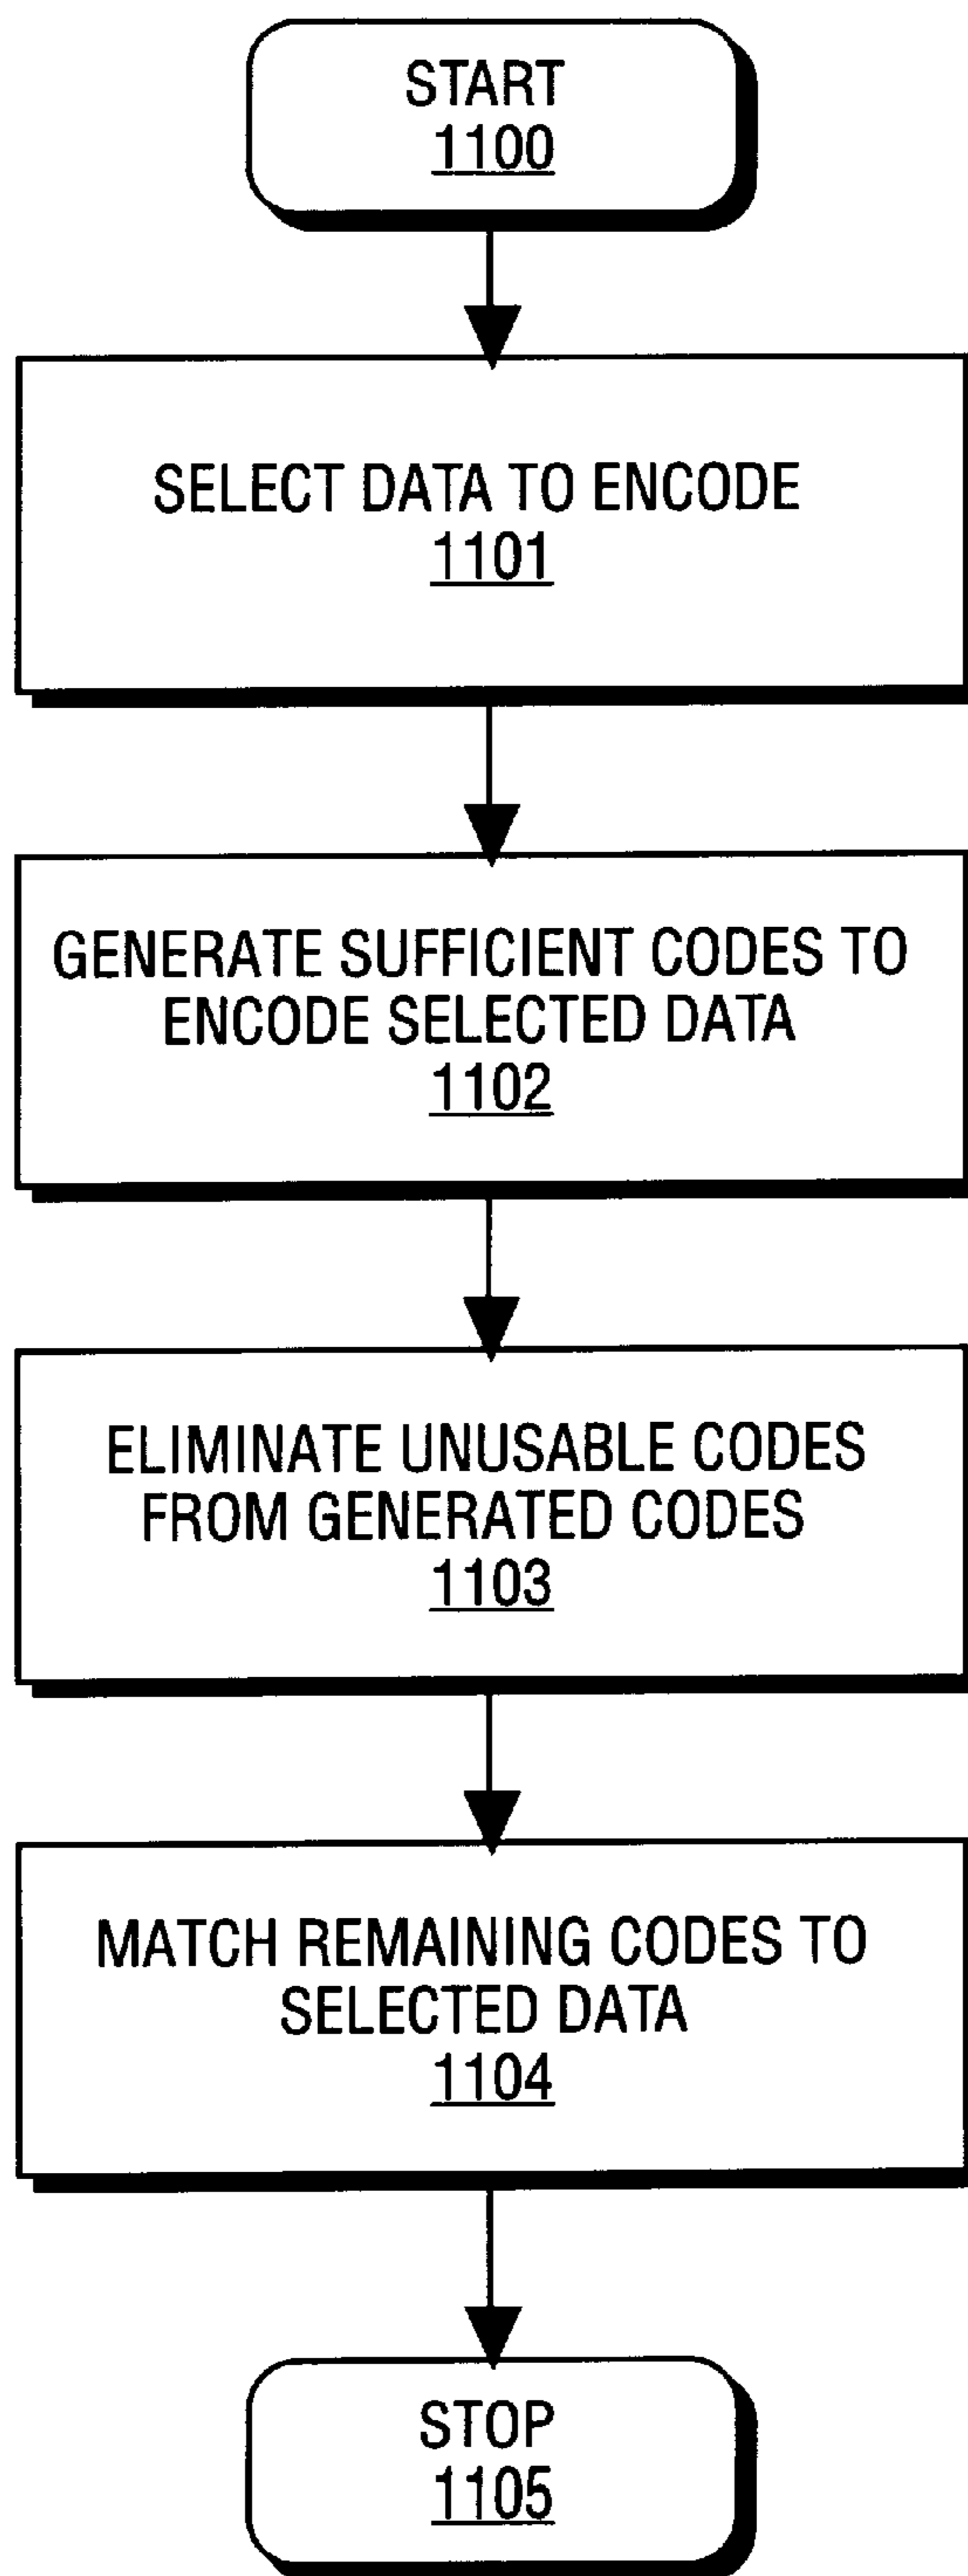 START
1100
SELECT DATA TO ENCODE
1101
GENERATE SUFFICIENT CODES TO
ENCODE SELECTED DATA
1102
ELIMINATE UNUSABLE CODES
FROM GENERATED CODES
1103
MATCH REMAINING CODES TO
SELECTED DATA
1104
STOP
1105